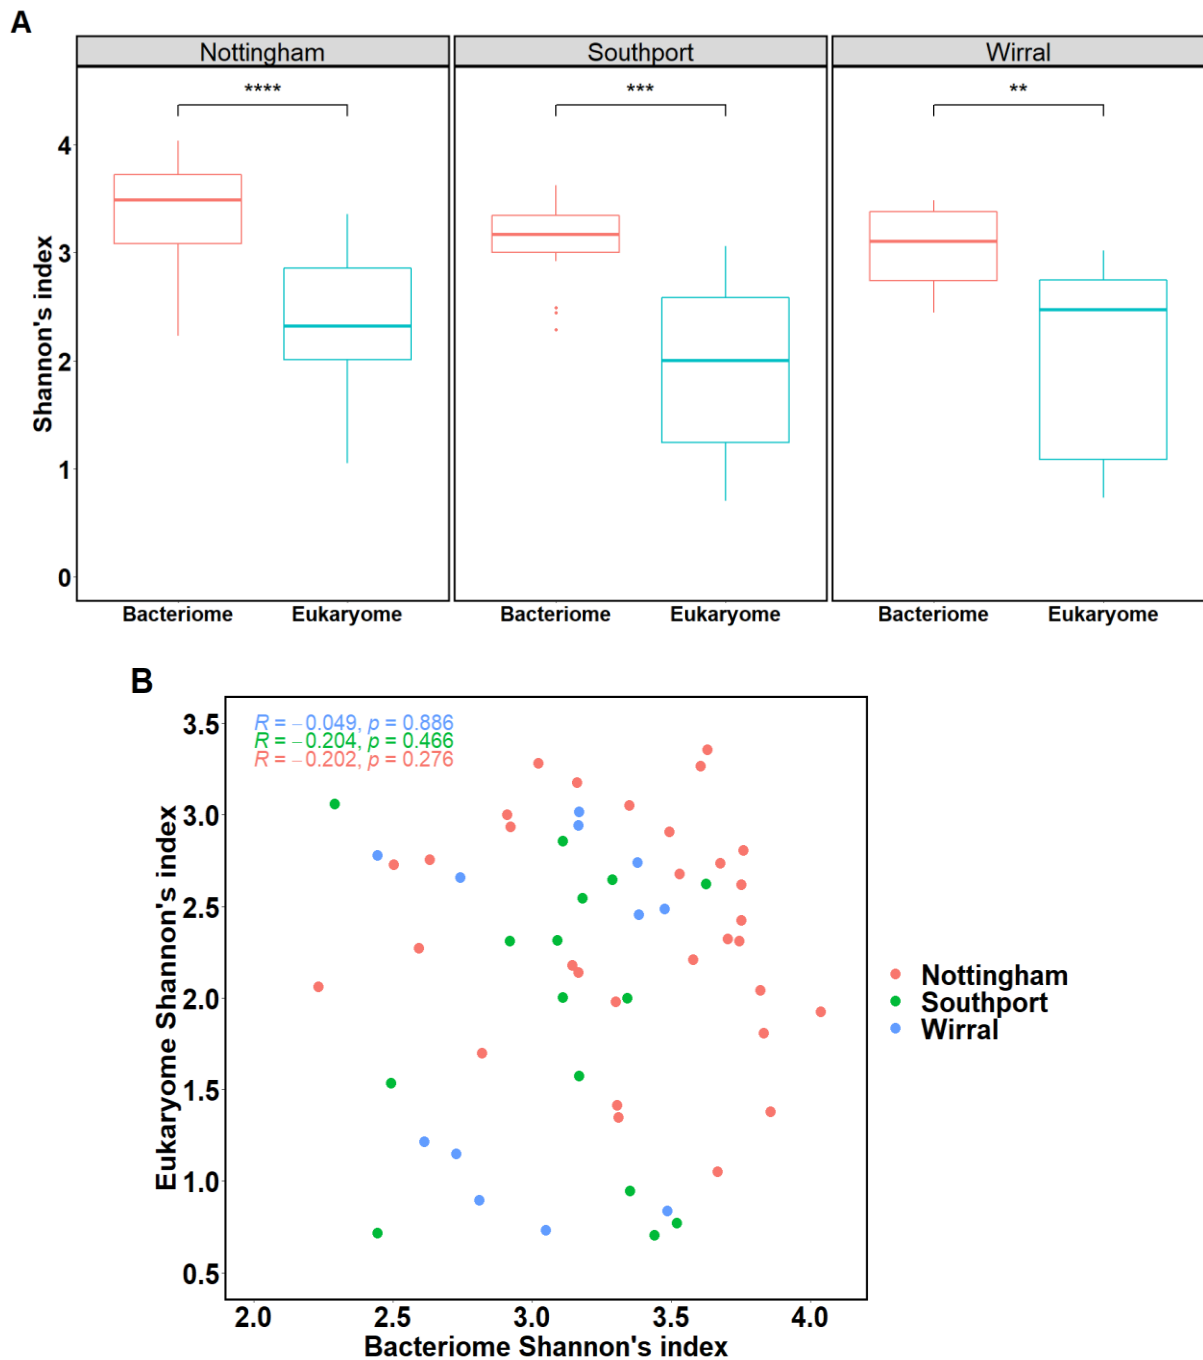 A
Nottingham
Southport
Wirral
****
***
**
Shannon's index
4
3
2
1
0
Bacteriome
Eukaryome
Bacteriome
Eukaryome
Bacteriome
Eukaryome
B
R = −0.049, p = 0.886
R = −0.204, p = 0.466
R = −0.202, p = 0.276
Eukaryome Shannon's index
3.5
3.0
2.5
2.0
1.5
1.0
0.5
2.0
2.5
3.0
3.5
4.0
Bacteriome Shannon's index
Nottingham
Southport
Wirral